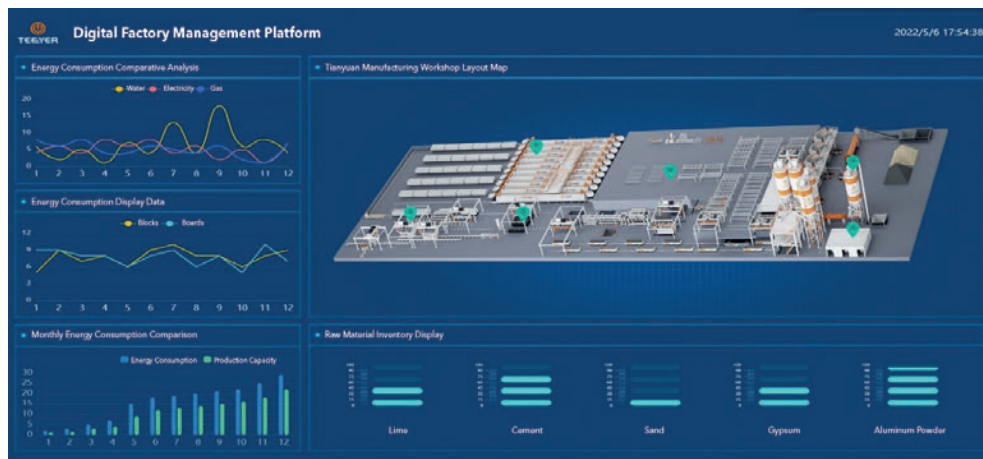 TEEYER
Digital Factory Management Platform
2022/5/6 17:54:38
Energy Consumption Comparative Analysis
Water Electricity Gas
20
15
10
5
0
1 2 3 4 5 6 7 8 9 10 11 12
Energy Consumption Display Data
Blocks Boards
12
9
6
3
0
1 2 3 4 5 6 7 8 9 10 11 12
Monthly Energy Consumption Comparison
Energy Consumption Production Capacity
30
25
20
15
10
5
0
1 2 3 4 5 6 7 8 9 10 11 12
Tianyuan Manufacturing Workshop Layout Map
Raw Material Inventory Display
Lime Cement Sand Gypsum Aluminum Powder